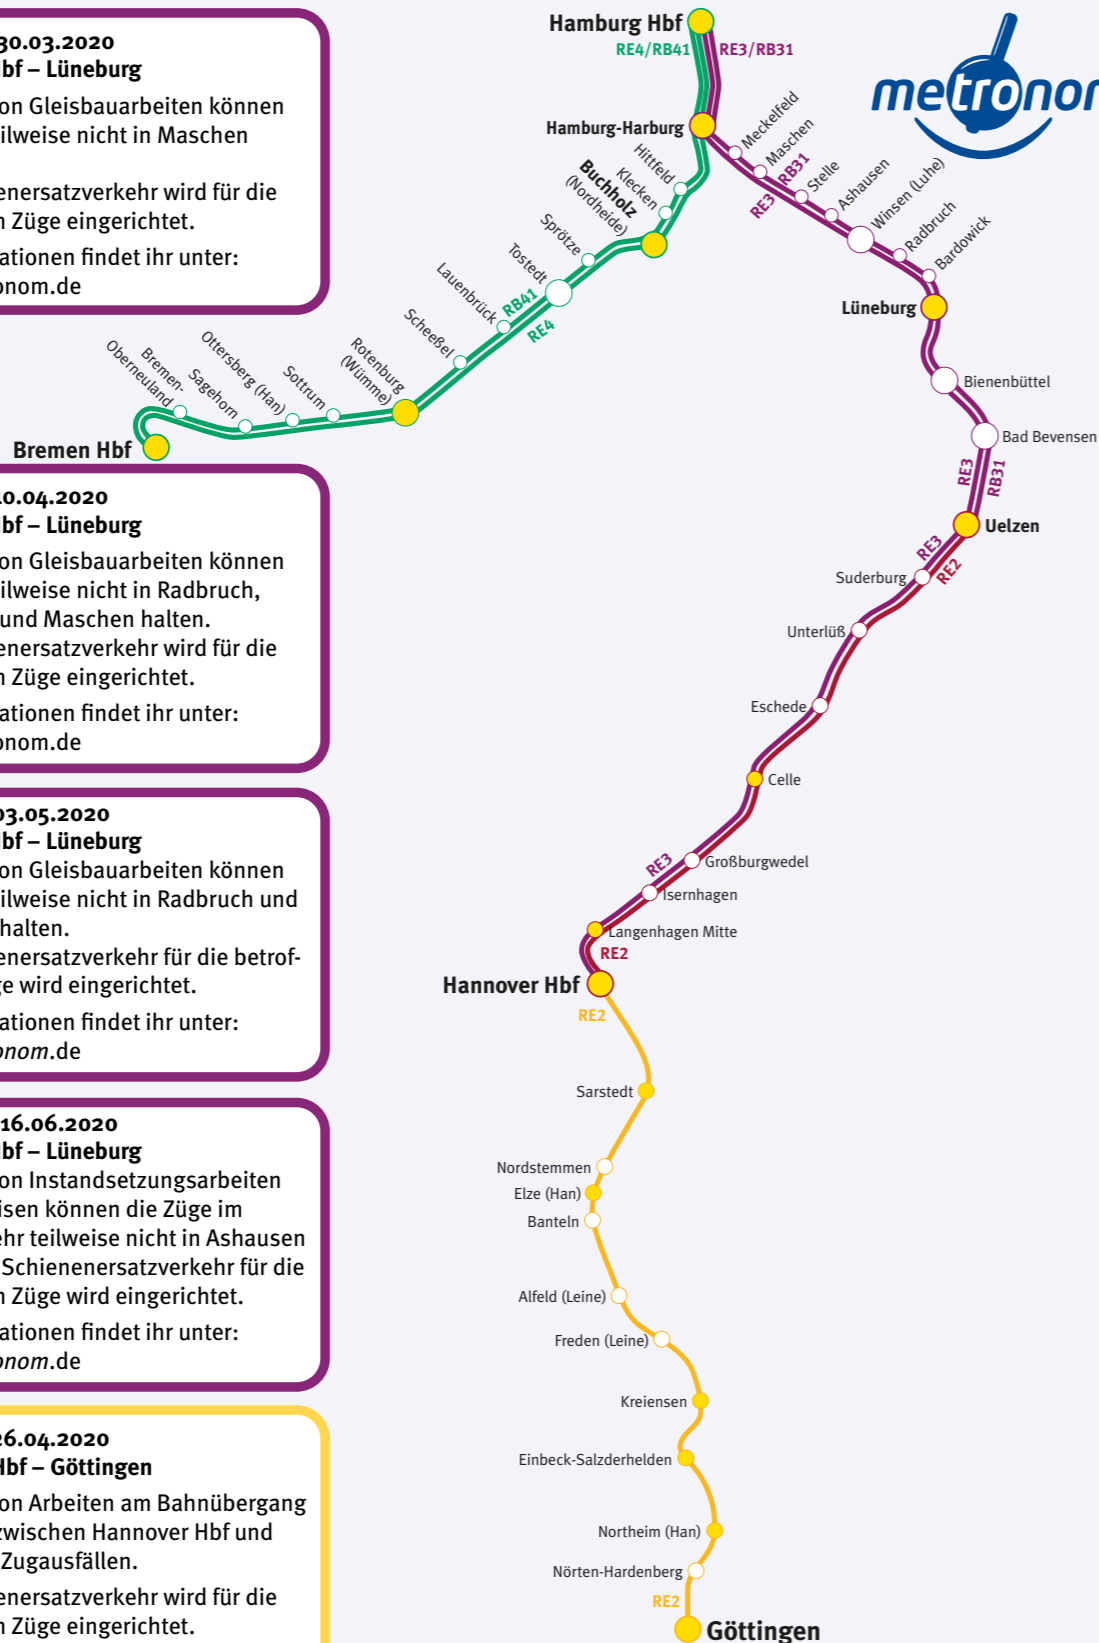 30.03.2020
Hbf – Lüneburg
on Gleisbauarbeiten können
ilweise nicht in Maschen
enersatzverkehr wird für die
n Züge eingerichtet.
ationen findet ihr unter:
onom.de
10.04.2020
Hbf – Lüneburg
on Gleisbauarbeiten können
ilweise nicht in Radbruch,
und Maschen halten.
enersatzverkehr wird für die
n Züge eingerichtet.
ationen findet ihr unter:
onom.de
03.05.2020
Hbf – Lüneburg
on Gleisbauarbeiten können
ilweise nicht in Radbruch und
halten.
enersatzverkehr für die betrof-
ge wird eingerichtet.
ationen findet ihr unter:
onom.de
16.06.2020
Hbf – Lüneburg
on Instandsetzungsarbeiten
isen können die Züge im
ehr teilweise nicht in Ashausen
Schienenersatzverkehr für die
n Züge wird eingerichtet.
ationen findet ihr unter:
onom.de
26.04.2020
Hbf – Göttingen
on Arbeiten am Bahnübergang
zwischen Hannover Hbf und
Zugausfällen.
enersatzverkehr wird für die
n Züge eingerichtet.
metronom
Hamburg Hbf
RE4/RB41
RE3/RB31
Hamburg-Harburg
Hittfeld
Klecken
Buchholz
(Nordheide)
Sprötze
Tostedt
RB41
RE4
Lauenbrück
Scheeßel
Rotenburg
(Wümme)
Sottrum
Ottersberg (Han)
Sagehorn
Bremen-
Oberneuland
Bremen Hbf
Meckelfeld
Maschen
RB31
RE3
Stelle
Ashausen
Winsen (Luhe)
Radbruch
Bardowick
Lüneburg
Bienenbüttel
Bad Bevensen
RE3
RB31
Uelzen
RE3
RE2
Suderburg
Unterlüß
Eschede
Celle
RE3
Großburgwedel
Isernhagen
Langenhagen Mitte
RE2
Hannover Hbf
RE2
Sarstedt
Nordstemmen
Elze (Han)
Banteln
Alfeld (Leine)
Freden (Leine)
Kreiensen
Einbeck-Salzderhelden
Northeim (Han)
Nörten-Hardenberg
RE2
Göttingen